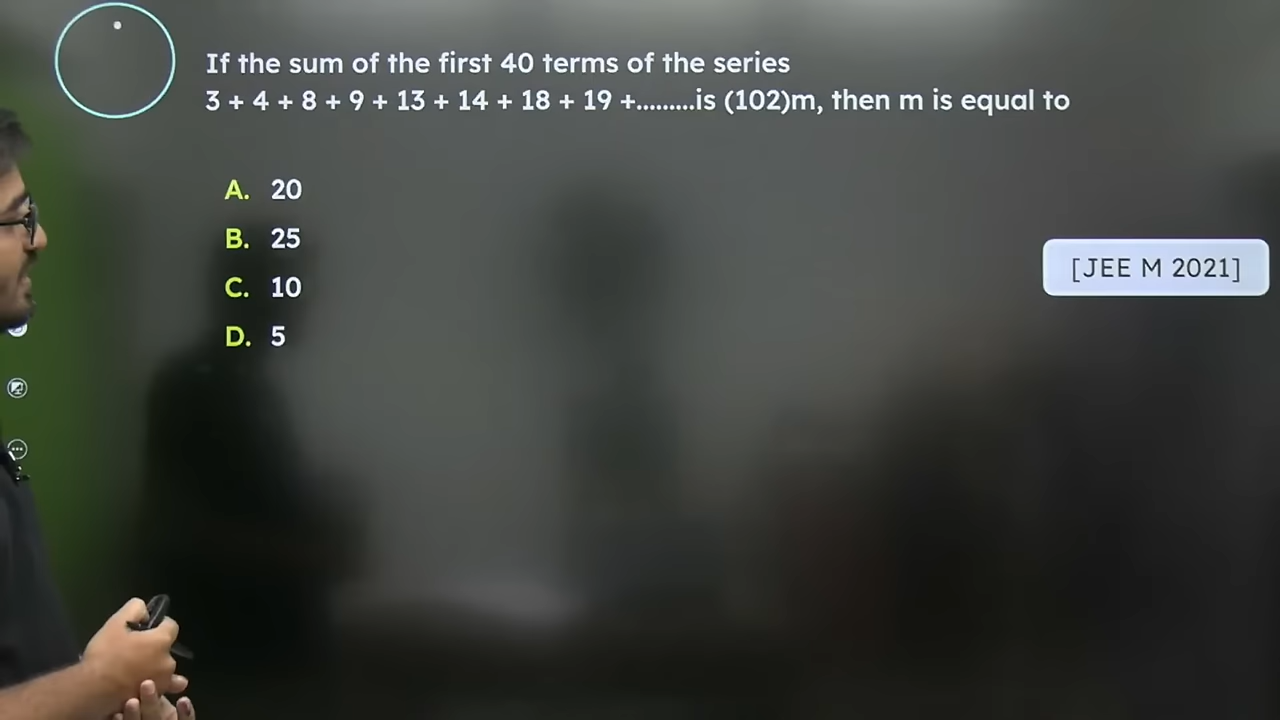 If the sum of the first 40 terms of the series
3 + 4 + 8 + 9 + 13 + 14 + 18 + 19 +.........is (102)m, then m is equal to
A. 20
B. 25
C. 10
D. 5
[JEE M 2021]